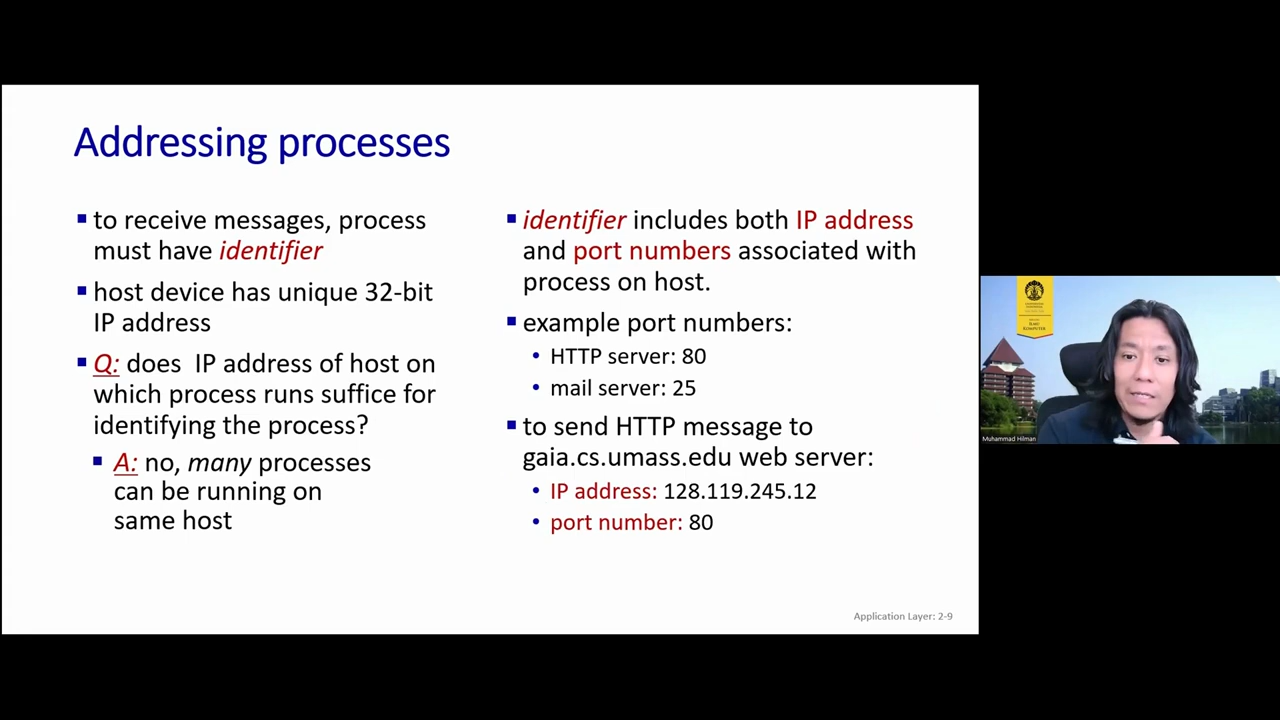 Addressing processes
▪ to receive messages, process
must have identifier
▪ host device has unique 32-bit
IP address
▪ Q: does IP address of host on
which process runs suffice for
identifying the process?
▪ A: no, many processes
can be running on
same host
▪ identifier includes both IP address
and port numbers associated with
process on host.
▪ example port numbers:
• HTTP server: 80
• mail server: 25
▪ to send HTTP message to
gaia.cs.umass.edu web server:
• IP address: 128.119.245.12
• port number: 80
Application Layer: 2-9
ILMU
KOMPUTER
Muhammad Hilman